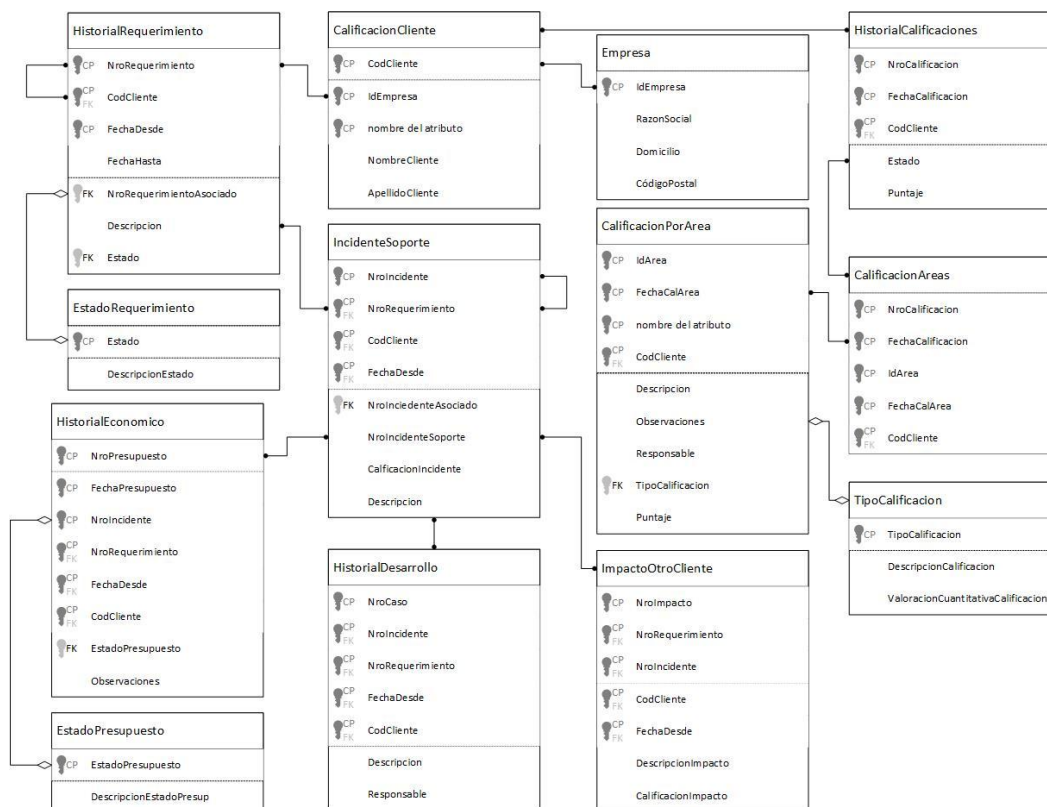 HistorialRequerimiento
CP NroRequerimiento
CP FK CodCliente
CP FechaDesde
FechaHasta
FK NroRequerimientoAsociado
Descripcion
FK Estado
EstadoRequerimiento
CP Estado
DescripcionEstado
HistorialEconomico
CP NroPresupuesto
CP FechaPresupuesto
CP NroIncidente
CP FK NroRequerimiento
CP FK FechaDesde
CP FK CodCliente
FK EstadoPresupuesto
Observaciones
EstadoPresupuesto
CP EstadoPresupuesto
DescripcionEstadoPresup
CalificacionCliente
CP CodCliente
CP IdEmpresa
CP nombre del atributo
NombreCliente
ApellidoCliente
IncidenteSoporte
CP NroIncidente
CP FK NroRequerimiento
CP FK CodCliente
CP FK FechaDesde
FK NroInciedenteAsociado
NroIncidenteSoporte
CalficacionIncidente
Descripcion
HistorialDesarrollo
CP NroCaso
CP FK NroIncidente
CP FK NroRequerimiento
CP FK FechaDesde
CP FK CodCliente
Descripcion
Responsable
Empresa
CP IdEmpresa
RazonSocial
Domicilio
CódigoPostal
CalificacionPorArea
CP IdArea
CP FechaCalArea
CP nombre del atributo
CP FK CodCliente
Descripcion
Observaciones
Responsable
FK TipoCalificacion
Puntaje
ImpactoOtroCliente
CP NroImpacto
CP FK NroRequerimiento
CP FK NroIncidente
CP FK CodCliente
CP FK FechaDesde
DescripcionImpacto
CalificacionImpacto
HistorialCalificaciones
CP NroCalificacion
CP FechaCalificacion
CP FK CodCliente
Estado
Puntaje
CalificacionAreas
CP NroCalificacion
CP FechaCalificacion
CP IdArea
CP FechaCalArea
CP FK CodCliente
TipoCalificacion
CP TipoCalificacion
DescripcionCalificacion
ValoracionCuantitativaCalificacion